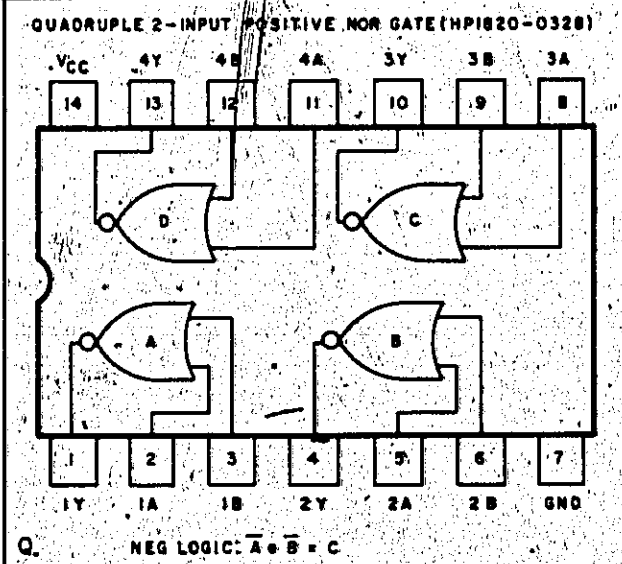 QUADRUPLE 2-INPUT POSITIVE NOR GATE (HP1820-0328)
VCC 4Y 4B 4A 3Y 3B 3A
14 13 12 11 10 9 8
D C
A B
1 2 3 4 5 6 7
1Y 1A 1B 2Y 2A 2B GND
Q. NEG LOGIC: A̅ • B̅ = C